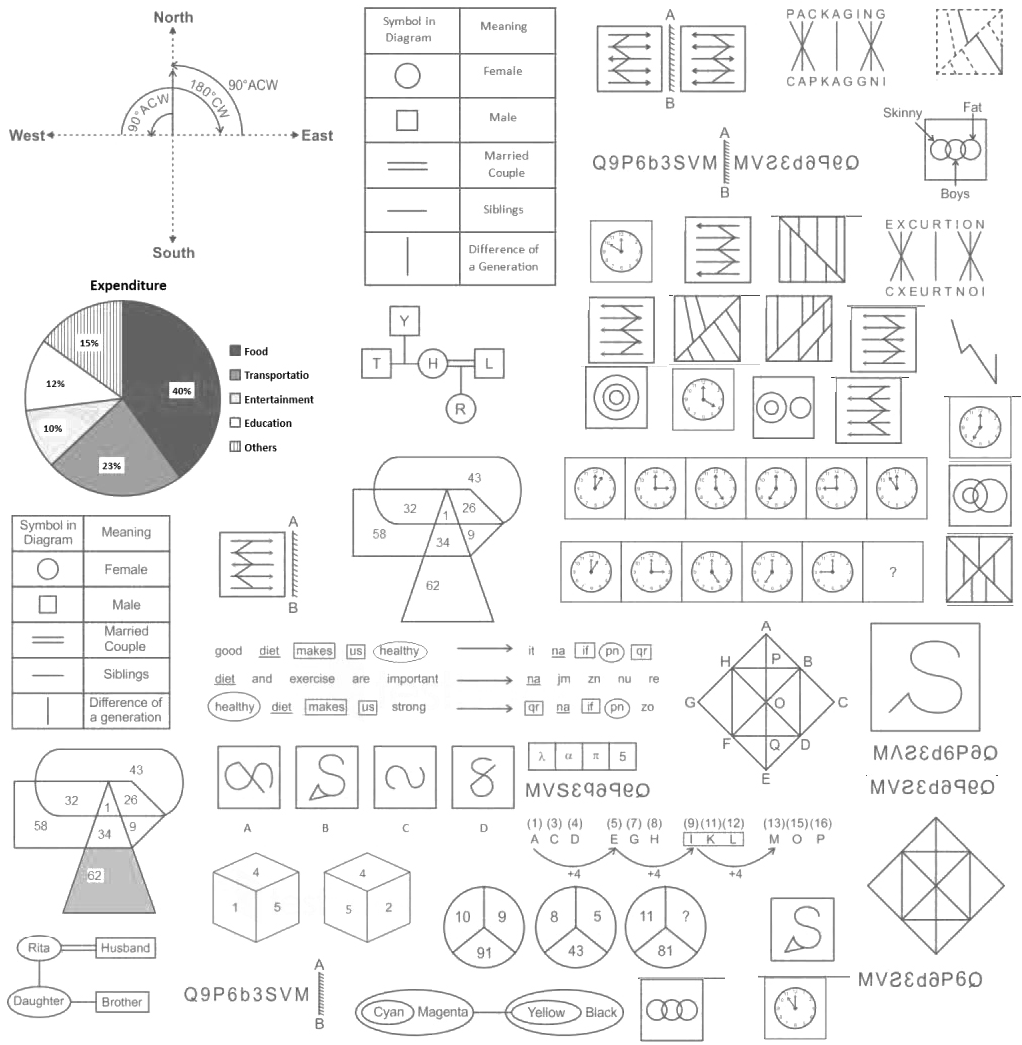 North
90°ACW
180°CW
90°ACW
West
East
South
Symbol in
Diagram
Meaning
Female
Male
Married
Couple
Siblings
Difference of
a Generation
A
B
PACKAGING
CAPKAGGNI
Skinny
Fat
Boys
A
Q9P6b3SVM
B
EXCURTION
CXEURTNOI
Expenditure
15%
12%
10%
23%
40%
Food
Transportatio
Entertainment
Education
Others
Y
T
H
L
R
43
32
26
1
58
34
9
62
Symbol in
Diagram
Meaning
Female
Male
Married
Couple
Siblings
Difference of
a generation
A
B
?
good diet makes us healthy it na if pn qr
diet and exercise are important na jm zn nu re
healthy diet makes us strong qr na if pn zo
A
H P B
G O C
F Q D
E
43
32
26
1
58
34
9
62
A B C D
λ α π 5
(1) (3) (4) (5) (7) (8) (9) (11) (12) (13) (15) (16)
A C D E G H I K L M O P
+4 +4 +4
4
1 5
4
5 2
10 9
91
8 5
43
11 ?
81
Rita
Husband
Daughter
Brother
A
Q9P6b3SVM
B
Cyan Magenta Yellow Black